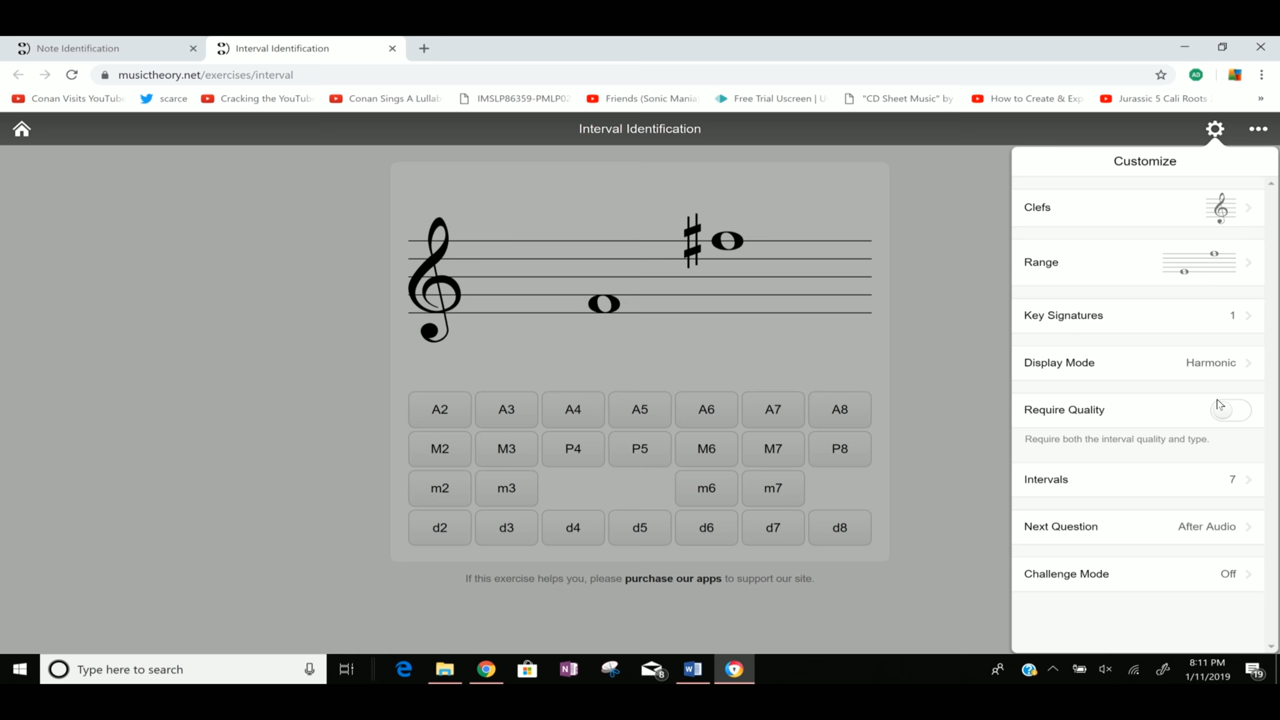 Note Identification
Interval Identification
musictheory.net/exercises/interval
AD
Conan Visits YouTub
scarce
Cracking the YouTub
Conan Sings A Lullab
IMSLP86359-PMLP02
Friends (Sonic Mania
Free Trial Uscreen | U
"CD Sheet Music" by
How to Create & Exp
Jurassic 5 Cali Roots
»
Interval Identification
Customize
Clefs
Range
Key Signatures 1
Display Mode Harmonic
Require Quality
Require both the interval quality and type.
Intervals 7
Next Question After Audio
Challenge Mode Off
A2 A3 A4 A5 A6 A7 A8
M2 M3 P4 P5 M6 M7 P8
m2 m3 m6 m7
d2 d3 d4 d5 d6 d7 d8
If this exercise helps you, please purchase our apps to support our site.
Type here to search
8
8:11 PM
1/11/2019
19